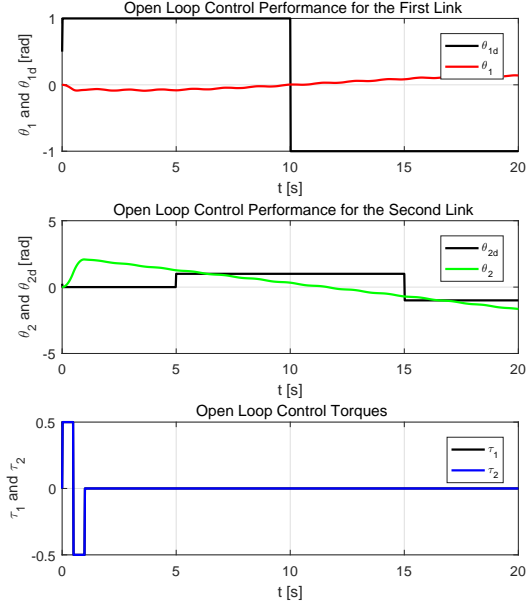 Open Loop Control Performance for the First Link
θ1 and θ1d [rad]
1
0
-1
θ1d
θ1
0 5 10 15 20
t [s]
Open Loop Control Performance for the Second Link
θ2 and θ2d [rad]
5
0
-5
θ2d
θ2
0 5 10 15 20
t [s]
Open Loop Control Torques
τ1 and τ2
0.5
0
-0.5
τ1
τ2
0 5 10 15 20
t [s]